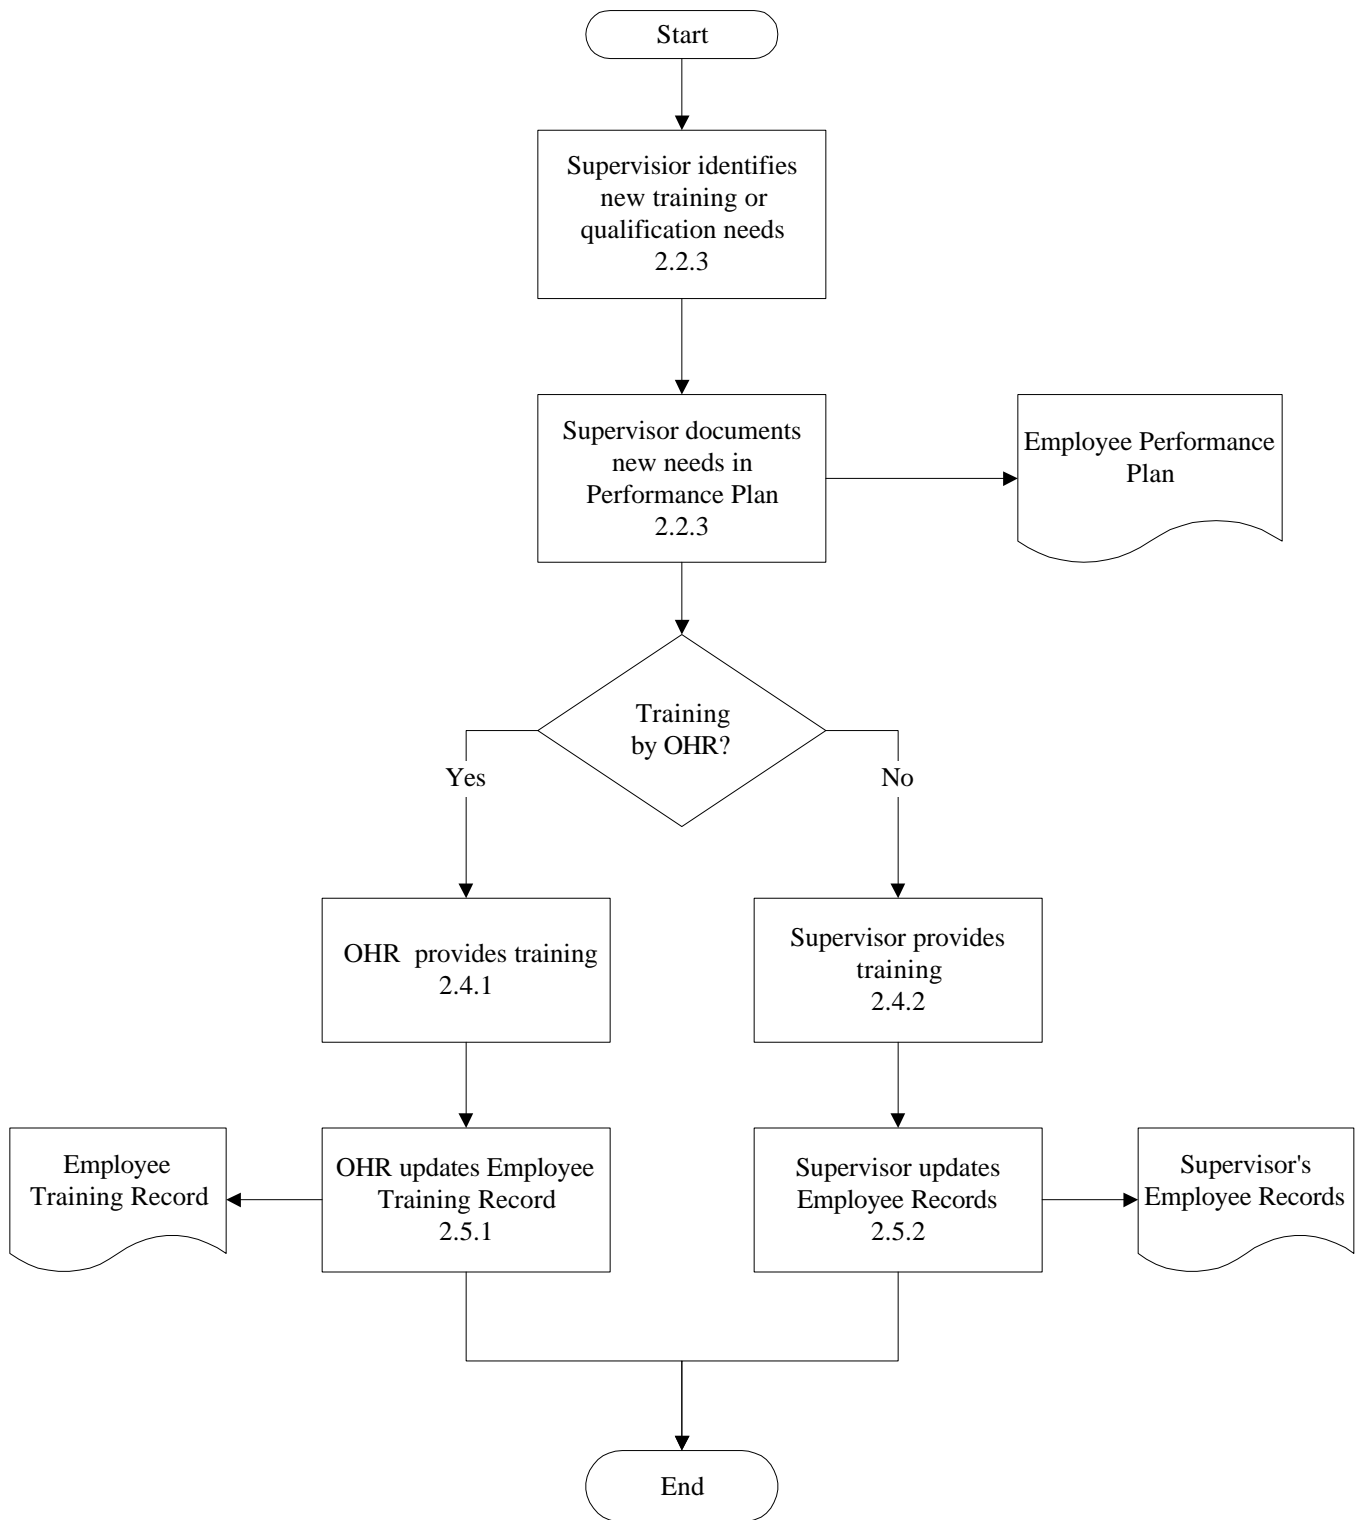 Start
Supervisior identifies
new training or
qualification needs
2.2.3
Supervisor documents
new needs in
Performance Plan
2.2.3
Employee Performance
Plan
Training
by OHR?
Yes
No
OHR  provides training
2.4.1
Supervisor provides
training
2.4.2
Employee
Training Record
OHR updates Employee
Training Record
2.5.1
Supervisor updates
Employee Records
2.5.2
Supervisor's
Employee Records
End